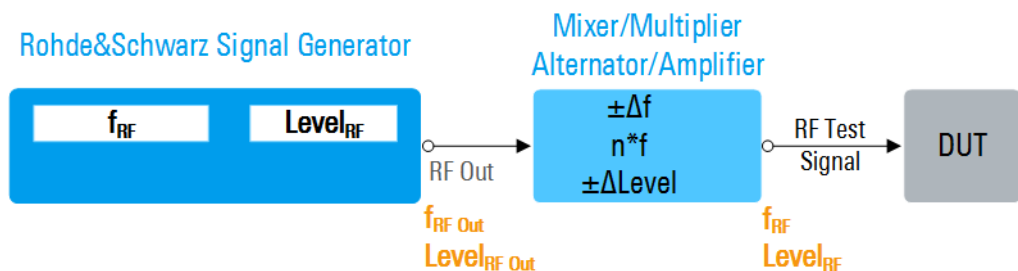 Rohde&Schwarz Signal Generator
Mixer/Multiplier
Alternator/Amplifier
fRF
LevelRF
RF Out
±Δf
n*f
±ΔLevel
RF Test
Signal
DUT
fRF Out
LevelRF Out
fRF
LevelRF